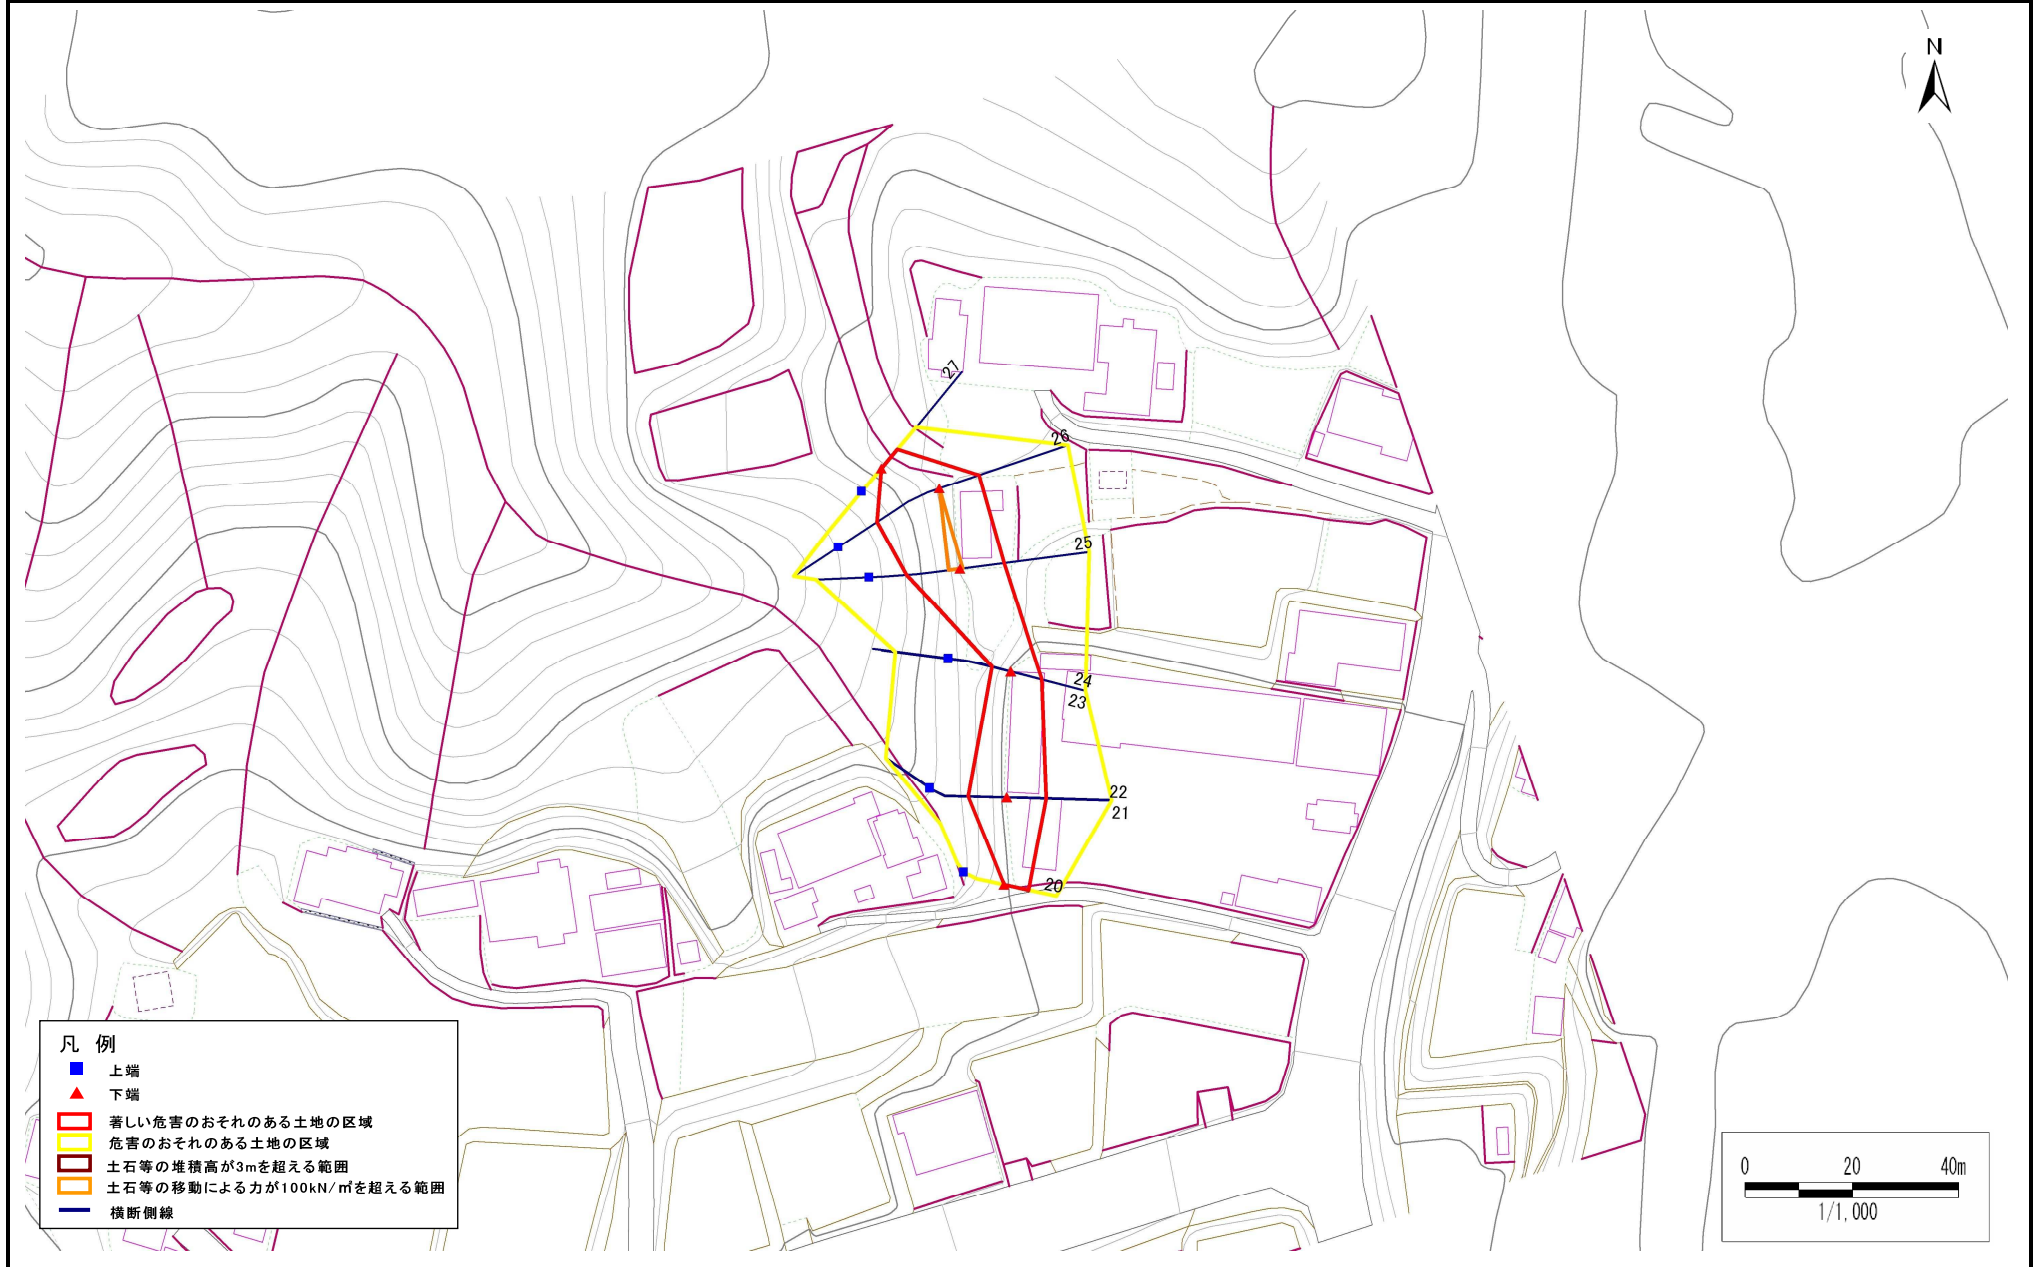 N
27
26
25
24
23
22
21
20
凡 例
上端
下端
著しい危害のおそれのある土地の区域
危害のおそれのある土地の区域
土石等の堆積高が3mを超える範囲
土石等の移動による力が100kN/㎡を超える範囲
横断側線
0 20 40m
1/1,000